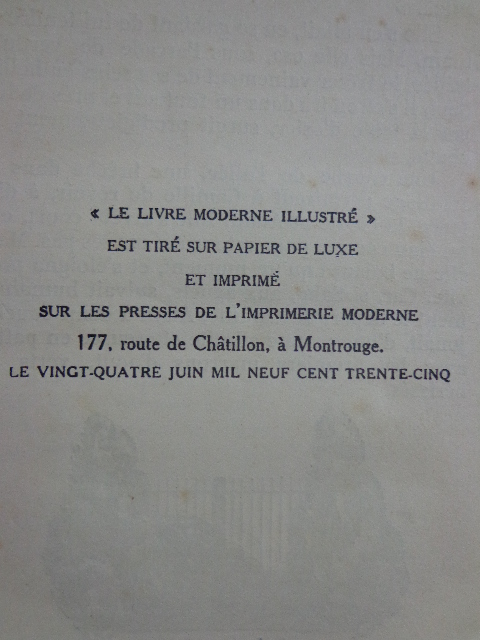 « LE LIVRE MODERNE ILLUSTRÉ »
EST TIRÉ SUR PAPIER DE LUXE
ET IMPRIMÉ
SUR LES PRESSES DE L'IMPRIMERIE MODERNE
177, route de Châtillon, à Montrouge.
LE VINGT-QUATRE JUIN MIL NEUF CENT TRENTE-CINQ